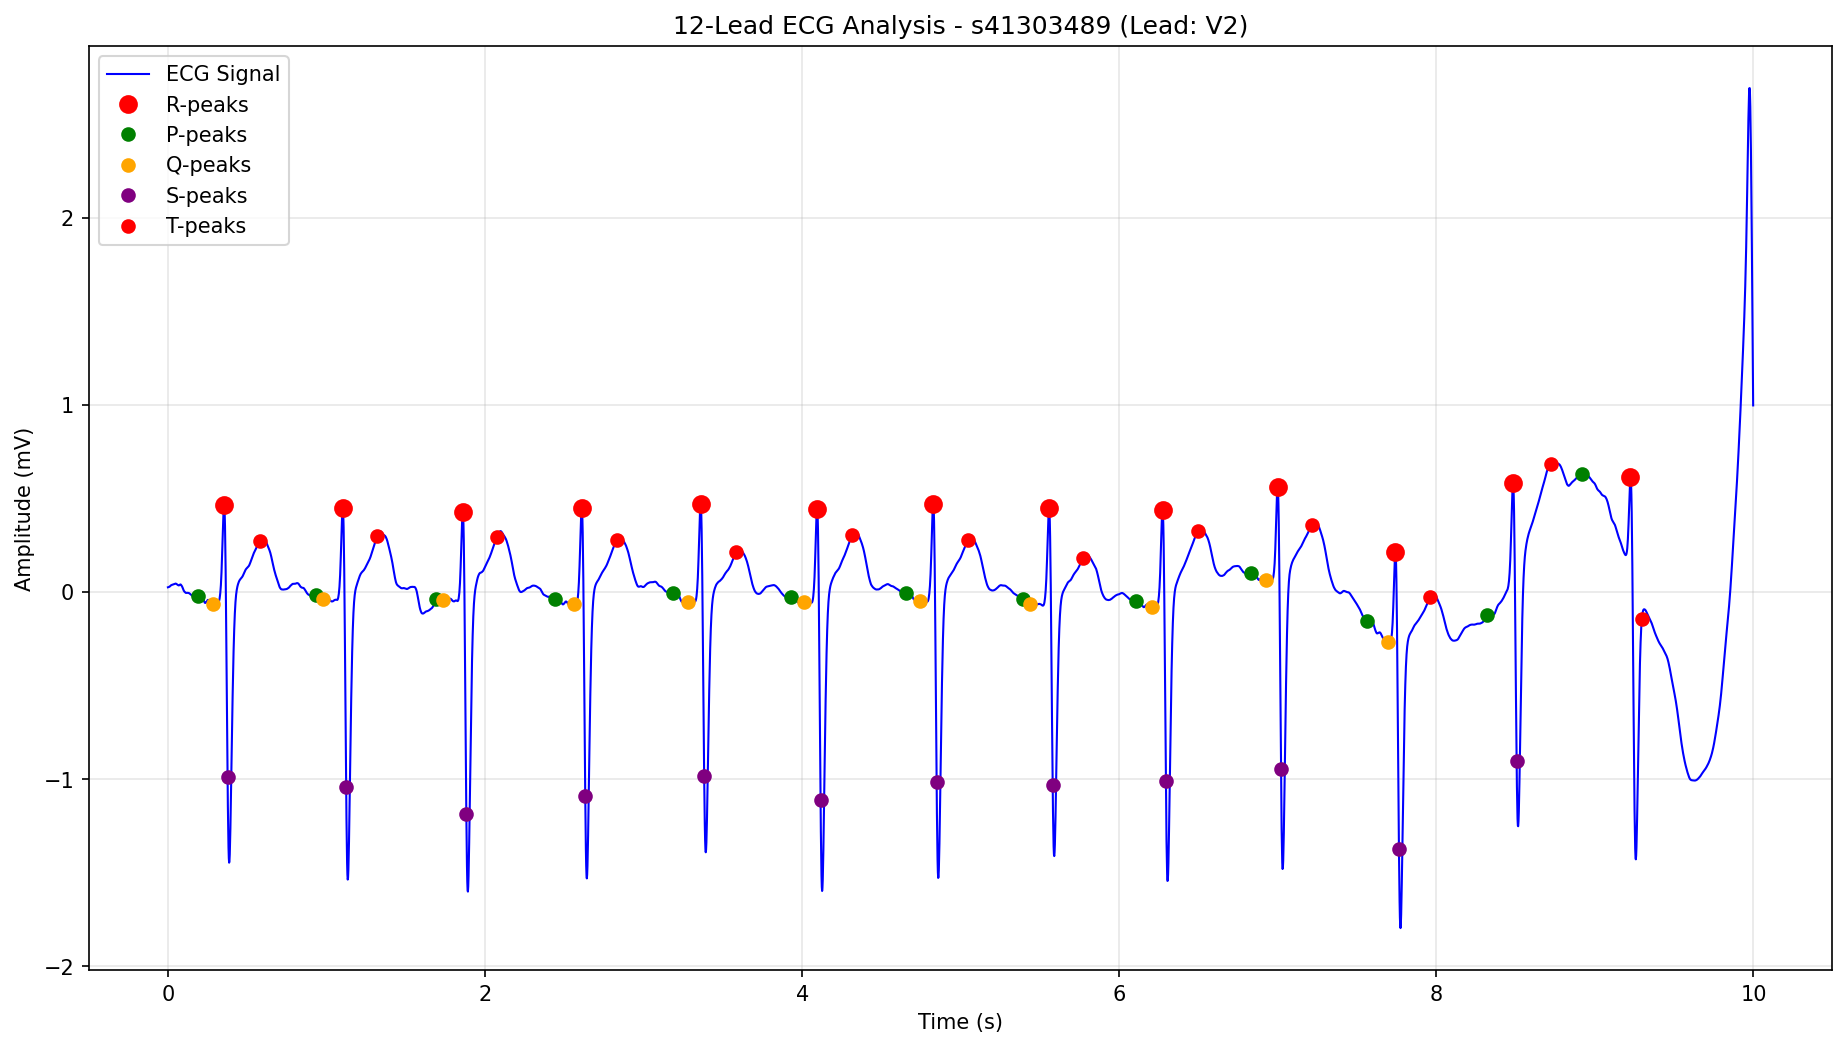 12-Lead ECG Analysis - s41303489 (Lead: V2)
ECG Signal
R-peaks
P-peaks
Q-peaks
S-peaks
T-peaks
Amplitude (mV)
2
1
0
−1
−2
0 2 4 6 8 10
Time (s)